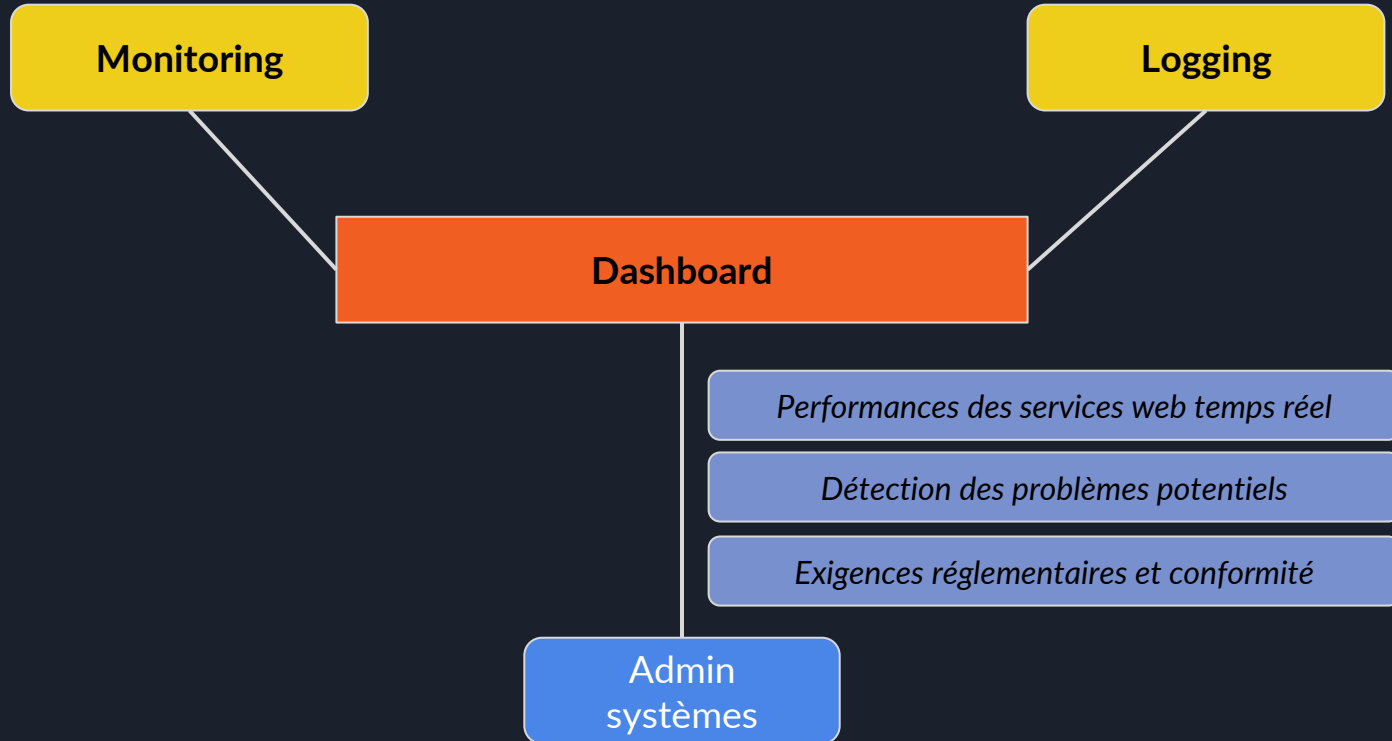 Monitoring
Logging
Dashboard
Performances des services web temps réel
Détection des problèmes potentiels
Exigences réglementaires et conformité
Admin
systèmes